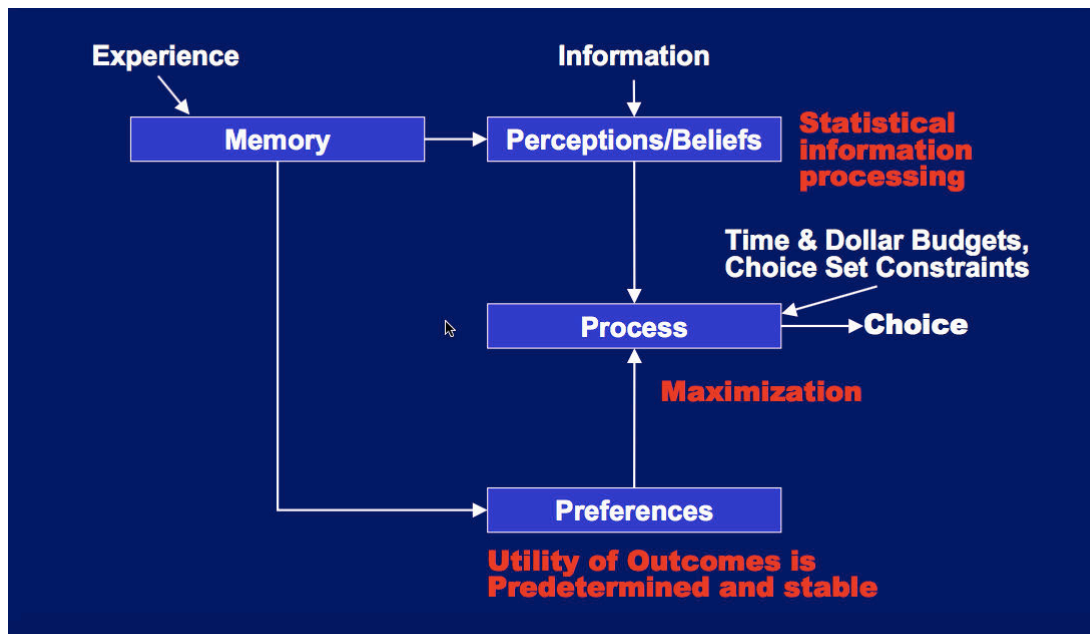 Experience
Information
Memory
Perceptions/Beliefs
Statistical
information
processing
Time & Dollar Budgets,
Choice Set Constraints
Process
Choice
Maximization
Preferences
Utility of Outcomes is
Predetermined and stable